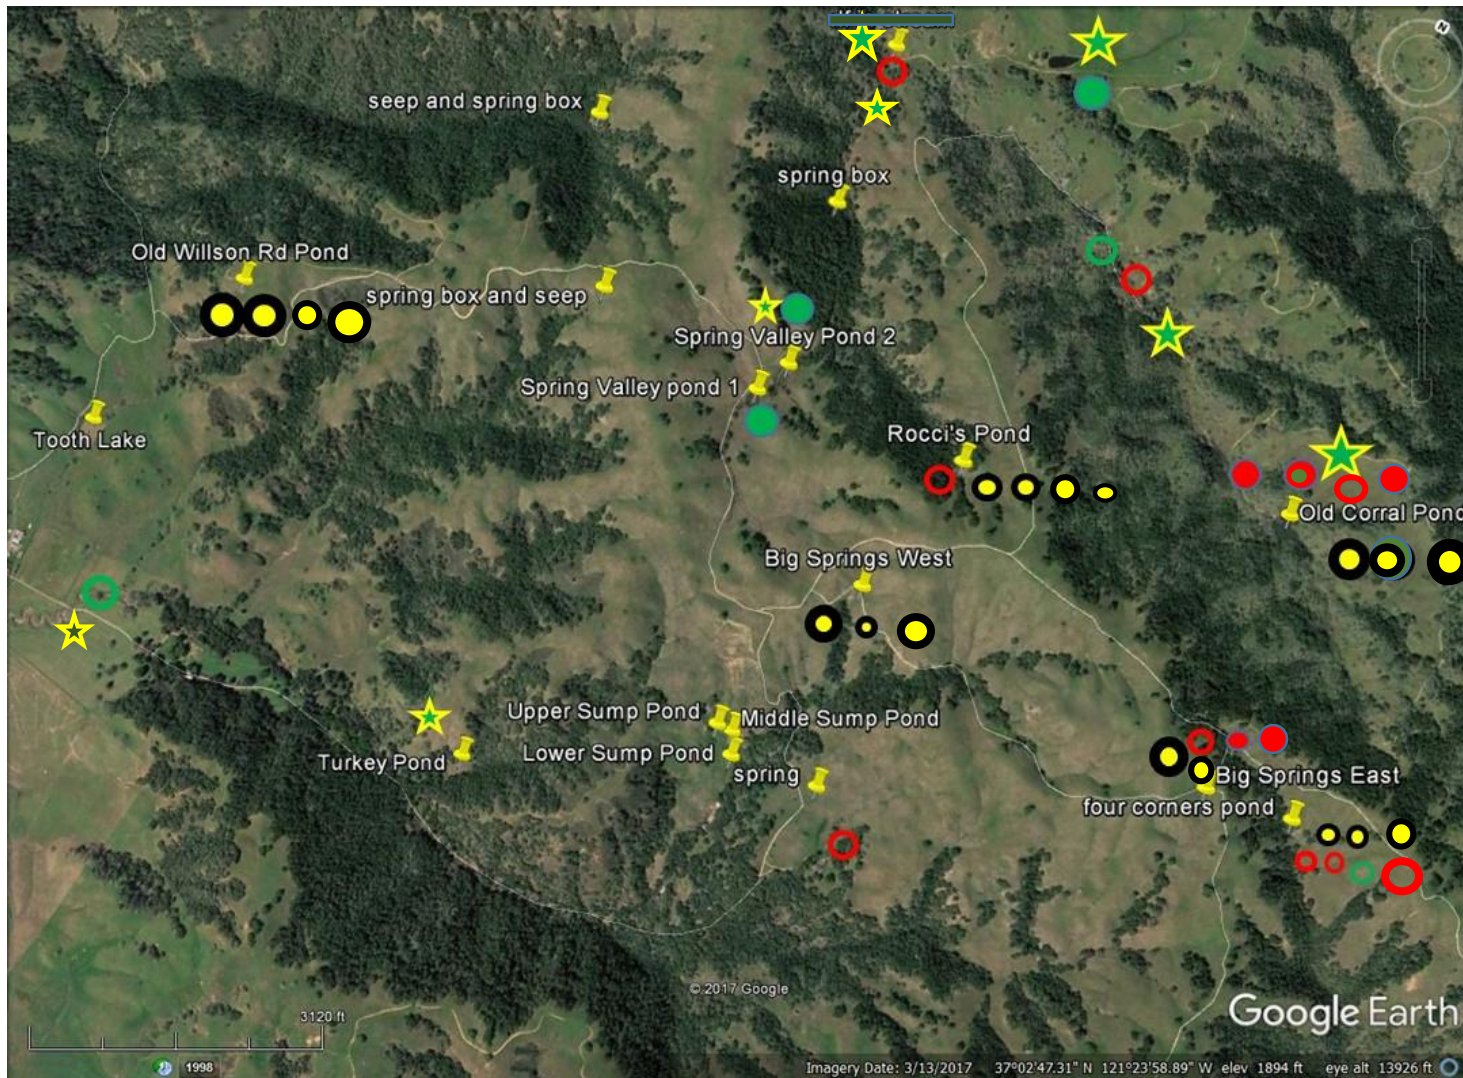 N
seep and spring box
spring box
Old Willson Rd Pond
spring box and seep
Spring Valley Pond 2
Spring Valley pond 1
Tooth Lake
Rocci's Pond
Old Corral Pond
Big Springs West
Upper Sump Pond
Middle Sump Pond
Turkey Pond
Lower Sump Pond
spring
Big Springs East
four corners pond
© 2017 Google
Google Earth
3120 ft
1998
Imagery Date: 3/13/2017 37°02'47.31" N 121°23'58.89" W elev 1894 ft eye alt 13926 ft